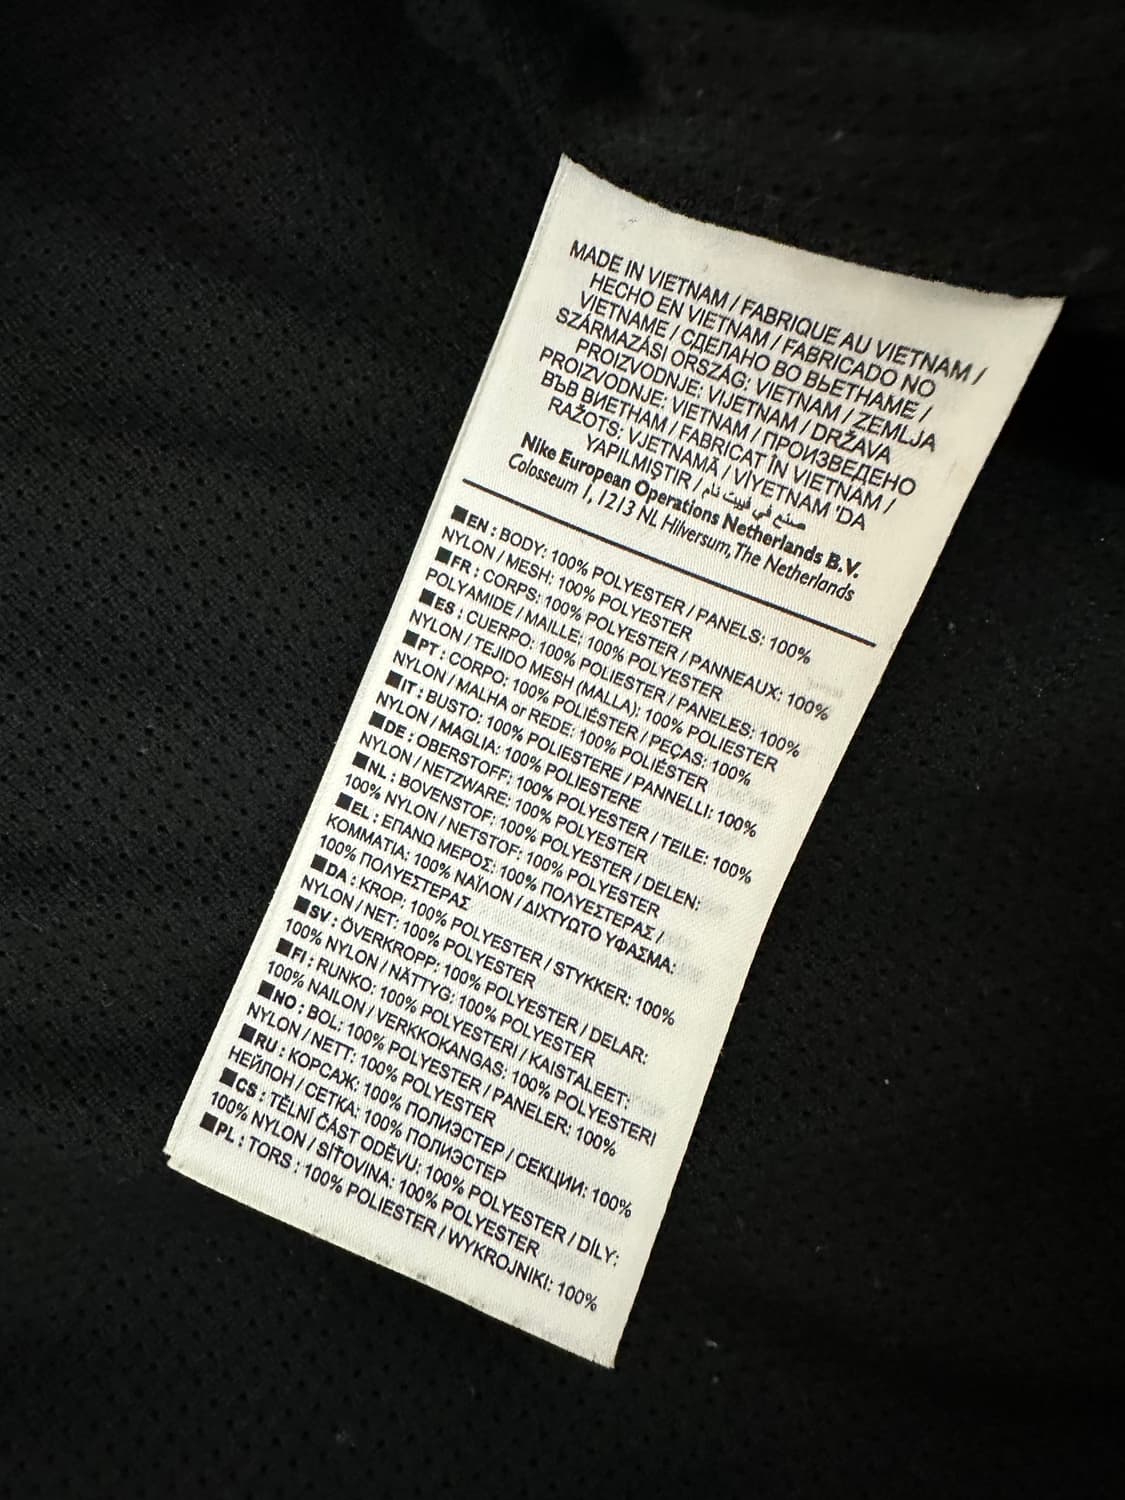 MADE IN VIETNAM / FABRIQUE AU VIETNAM /
HECHO EN VIETNAM / FABRICADO NO
VIETNAME / СДЕЛАНО ВО ВЬЕТНАМЕ /
SZÁRMAZÁSI ORSZÁG: VIETNAM / ZEMLJA
PROIZVODNJE: VIJETNAM / DRŽAVA
PROIZVODNJE: VIETNAM / ПРОИЗВЕДЕНО
ВЪВ ВИЕТНАМ / FABRICAT ÎN VIETNAM /
RAŽOTS: VJETNAMĀ / VİYETNAM 'DA
YAPILMISTIR / صنع في فييت نام
Nike European Operations Netherlands B.V.
Colosseum 1, 1213 NL Hilversum, The Netherlands
■EN : BODY: 100% POLYESTER / PANELS: 100%
NYLON / MESH: 100% POLYESTER
■FR : CORPS: 100% POLYESTER / PANNEAUX: 100%
POLYAMIDE / MAILLE: 100% POLYESTER
■ES : CUERPO: 100% POLIESTER / PANELES: 100%
NYLON / TEJIDO MESH (MALLA): 100% POLIESTER
■PT : CORPO: 100% POLIÉSTER / PEÇAS: 100%
NYLON / MALHA or REDE: 100% POLIÉSTER
■IT : BUSTO: 100% POLIESTERE / PANNELLI: 100%
NYLON / MAGLIA: 100% POLIESTERE
■DE : OBERSTOFF: 100% POLYESTER / TEILE: 100%
NYLON / NETZWARE: 100% POLYESTER
■NL : BOVENSTOF: 100% POLYESTER / DELEN:
100% NYLON / NETSTOF: 100% POLYESTER
■EL : ΕΠΑΝΩ ΜΕΡΟΣ: 100% ΠΟΛΥΕΣΤΕΡΑΣ /
ΚΟΜΜΑΤΙΑ: 100% ΝΑΪΛΟΝ / ΔΙΧΤΥΩΤΟ ΥΦΑΣΜΑ:
100% ΠΟΛΥΕΣΤΕΡΑΣ
■DA : KROP: 100% POLYESTER / STYKKER: 100%
NYLON / NET: 100% POLYESTER
■SV : ÖVERKROPP: 100% POLYESTER / DELAR:
100% NYLON / NÄTTYG: 100% POLYESTER
■FI : RUNKO: 100% POLYESTERI / KAISTALEET:
100% NAILON / VERKKOKANGAS: 100% POLYESTERI
■NO : BOL: 100% POLYESTER / PANELER: 100%
NYLON / NETT: 100% POLYESTER
■RU : КОРСАЖ: 100% ПОЛИЭСТЕР / СЕКЦИИ: 100%
НЕЙЛОН / СЕТКА: 100% ПОЛИЭСТЕР
■CS : TĚLNÍ ČÁST ODĚVU: 100% POLYESTER / DÍLY:
100% NYLON / SÍŤOVINA: 100% POLYESTER
■PL : TORS : 100% POLIESTER / WYKROJNIKI: 100%